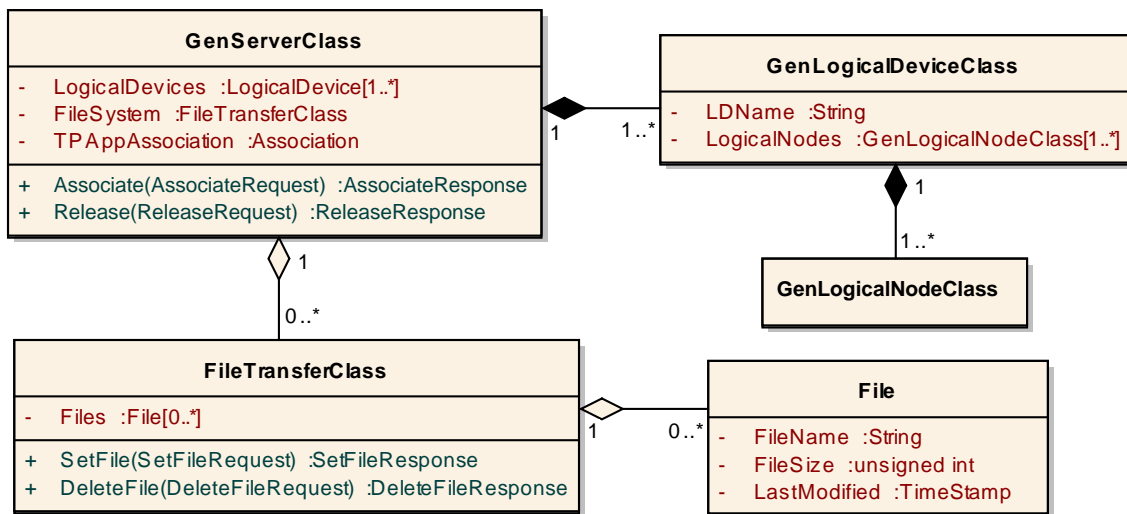 GenServerClass
- LogicalDevices :LogicalDevice[1..*]
- FileSystem :FileTransferClass
- TPAppAssociation :Association
+ Associate(AssociateRequest) :AssociateResponse
+ Release(ReleaseRequest) :ReleaseResponse
1
1..*
GenLogicalDeviceClass
- LDName :String
- LogicalNodes :GenLogicalNodeClass[1..*]
1
1..*
GenLogicalNodeClass
1
0..*
FileTransferClass
- Files :File[0..*]
+ SetFile(SetFileRequest) :SetFileResponse
+ DeleteFile(DeleteFileRequest) :DeleteFileResponse
1
0..*
File
- FileName :String
- FileSize :unsigned int
- LastModified :TimeStamp